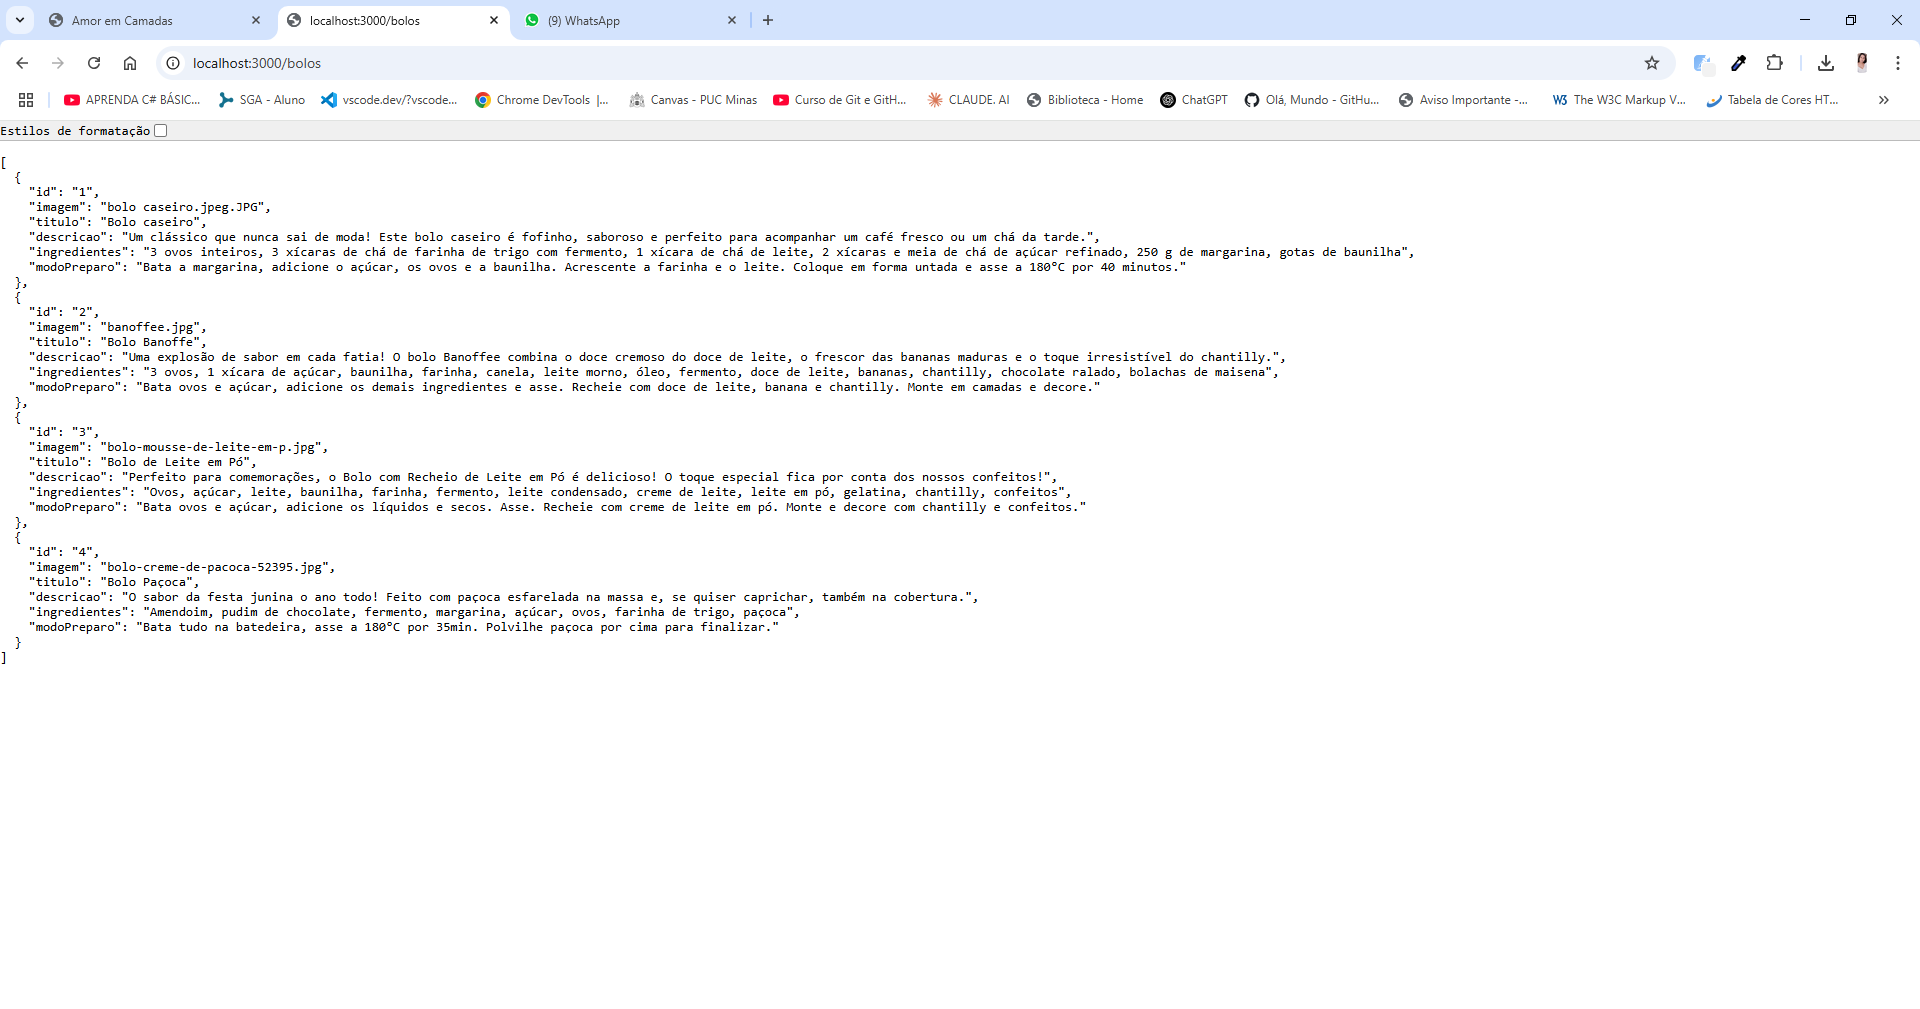 Amor em Camadas
localhost:3000/bolos
(9) WhatsApp
localhost:3000/bolos
APRENDA C# BÁSIC...
SGA - Aluno
vscode.dev/?vscode...
Chrome DevTools |...
Canvas - PUC Minas
Curso de Git e GitH...
CLAUDE. AI
Biblioteca - Home
ChatGPT
Olá, Mundo - GitHu...
Aviso Importante -...
W3 The W3C Markup V...
Tabela de Cores HT...
Estilos de formatação
[
{
"id": "1",
"imagem": "bolo caseiro.jpeg.JPG",
"titulo": "Bolo caseiro",
"descricao": "Um clássico que nunca sai de moda! Este bolo caseiro é fofinho, saboroso e perfeito para acompanhar um café fresco ou um chá da tarde.",
"ingredientes": "3 ovos inteiros, 3 xícaras de chá de farinha de trigo com fermento, 1 xícara de chá de leite, 2 xícaras e meia de chá de açúcar refinado, 250 g de margarina, gotas de baunilha",
"modoPreparo": "Bata a margarina, adicione o açúcar, os ovos e a baunilha. Acrescente a farinha e o leite. Coloque em forma untada e asse a 180ºC por 40 minutos."
},
{
"id": "2",
"imagem": "banoffee.jpg",
"titulo": "Bolo Banoffe",
"descricao": "Uma explosão de sabor em cada fatia! O bolo Banoffee combina o doce cremoso do doce de leite, o frescor das bananas maduras e o toque irresistível do chantilly.",
"ingredientes": "3 ovos, 1 xícara de açúcar, baunilha, farinha, canela, leite morno, óleo, fermento, doce de leite, bananas, chantilly, chocolate ralado, bolachas de maisena",
"modoPreparo": "Bata ovos e açúcar, adicione os demais ingredientes e asse. Recheie com doce de leite, banana e chantilly. Monte em camadas e decore."
},
{
"id": "3",
"imagem": "bolo-mousse-de-leite-em-p.jpg",
"titulo": "Bolo de Leite em Pó",
"descricao": "Perfeito para comemorações, o Bolo com Recheio de Leite em Pó é delicioso! O toque especial fica por conta dos nossos confeitos!",
"ingredientes": "Ovos, açúcar, leite, baunilha, farinha, fermento, leite condensado, creme de leite, leite em pó, gelatina, chantilly, confeitos",
"modoPreparo": "Bata ovos e açúcar, adicione os líquidos e secos. Asse. Recheie com creme de leite em pó. Monte e decore com chantilly e confeitos."
},
{
"id": "4",
"imagem": "bolo-creme-de-pacoca-52395.jpg",
"titulo": "Bolo Paçoca",
"descricao": "O sabor da festa junina o ano todo! Feito com paçoca esfarelada na massa e, se quiser caprichar, também na cobertura.",
"ingredientes": "Amendoim, pudim de chocolate, fermento, margarina, açúcar, ovos, farinha de trigo, paçoca",
"modoPreparo": "Bata tudo na batedeira, asse a 180ºC por 35min. Polvilhe paçoca por cima para finalizar."
}
]